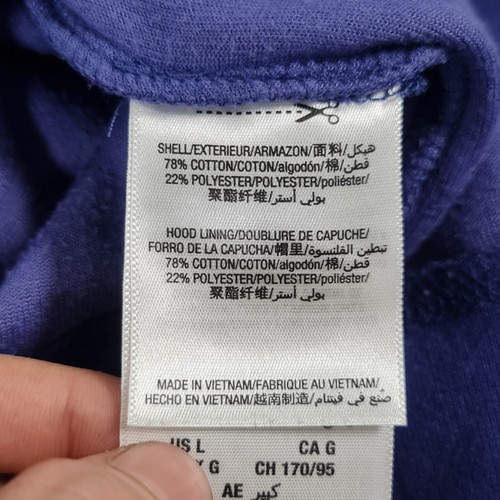 SHELL/EXTERIEUR/ARMAZON/面料/هيكل
78% COTTON/COTON/algodón/棉/قطن
22% POLYESTER/POLYESTER/poliéster/
聚酯纤维/بولي أستر
HOOD LINING/DOUBLURE DE CAPUCHE/
FORRO DE LA CAPUCHA/帽里/تبطين القلنسوة
78% COTTON/COTON/algodón/棉/قطن
22% POLYESTER/POLYESTER/poliéster/
聚酯纤维/بولي أستر
MADE IN VIETNAM/FABRIQUE AU VIETNAM/
HECHO EN VIETNAM/越南制造/صُنع في فيتنام
US L CA G
G CH 170/95
AE كبير